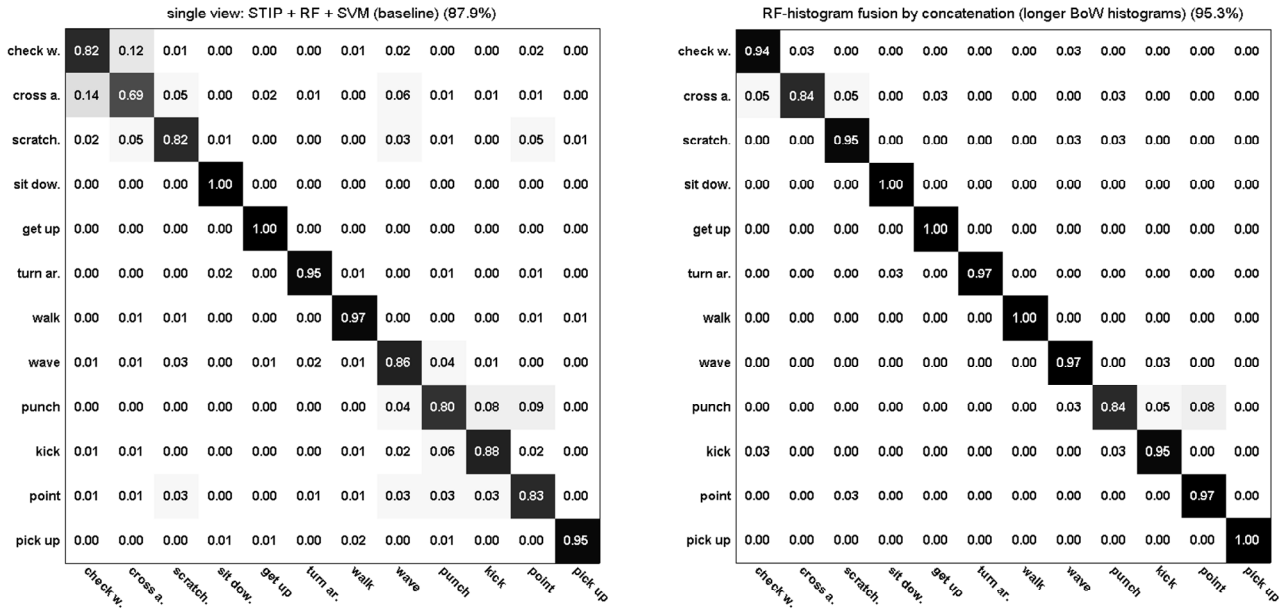 single view: STIP + RF + SVM (baseline) (87.9%)
check w. 0.82 0.12 0.01 0.00 0.00 0.00 0.01 0.02 0.00 0.00 0.02 0.00
cross a. 0.14 0.69 0.05 0.00 0.02 0.01 0.00 0.06 0.01 0.01 0.01 0.00
scratch. 0.02 0.05 0.82 0.01 0.00 0.00 0.00 0.03 0.01 0.00 0.05 0.01
sit dow. 0.00 0.00 0.00 1.00 0.00 0.00 0.00 0.00 0.00 0.00 0.00 0.00
get up 0.00 0.00 0.00 0.00 1.00 0.00 0.00 0.00 0.00 0.00 0.00 0.00
turn ar. 0.00 0.00 0.00 0.02 0.00 0.95 0.01 0.00 0.01 0.00 0.01 0.00
walk 0.00 0.01 0.01 0.00 0.00 0.00 0.97 0.00 0.00 0.00 0.01 0.01
wave 0.01 0.01 0.03 0.00 0.01 0.02 0.01 0.86 0.04 0.01 0.00 0.00
punch 0.00 0.00 0.00 0.00 0.00 0.00 0.00 0.04 0.80 0.08 0.09 0.00
kick 0.01 0.01 0.00 0.00 0.00 0.00 0.01 0.02 0.06 0.88 0.02 0.00
point 0.01 0.01 0.03 0.00 0.00 0.01 0.01 0.03 0.03 0.03 0.83 0.00
pick up 0.00 0.00 0.00 0.01 0.01 0.00 0.02 0.00 0.01 0.00 0.00 0.95
check w. cross a. scratch. sit dow. get up turn ar. walk wave punch kick point pick up
RF-histogram fusion by concatenation (longer BoW histograms) (95.3%)
check w. 0.94 0.03 0.00 0.00 0.00 0.00 0.00 0.03 0.00 0.00 0.00 0.00
cross a. 0.05 0.84 0.05 0.00 0.03 0.00 0.00 0.00 0.03 0.00 0.00 0.00
scratch. 0.00 0.00 0.95 0.00 0.00 0.00 0.00 0.03 0.03 0.00 0.00 0.00
sit dow. 0.00 0.00 0.00 1.00 0.00 0.00 0.00 0.00 0.00 0.00 0.00 0.00
get up 0.00 0.00 0.00 0.00 1.00 0.00 0.00 0.00 0.00 0.00 0.00 0.00
turn ar. 0.00 0.00 0.00 0.03 0.00 0.97 0.00 0.00 0.00 0.00 0.00 0.00
walk 0.00 0.00 0.00 0.00 0.00 0.00 1.00 0.00 0.00 0.00 0.00 0.00
wave 0.00 0.00 0.00 0.00 0.00 0.00 0.00 0.97 0.00 0.03 0.00 0.00
punch 0.00 0.00 0.00 0.00 0.00 0.00 0.00 0.03 0.84 0.05 0.08 0.00
kick 0.03 0.00 0.00 0.00 0.00 0.00 0.00 0.00 0.03 0.95 0.00 0.00
point 0.00 0.00 0.03 0.00 0.00 0.00 0.00 0.00 0.00 0.00 0.97 0.00
pick up 0.00 0.00 0.00 0.00 0.00 0.00 0.00 0.00 0.00 0.00 0.00 1.00
check w. cross a. scratch. sit dow. get up turn ar. walk wave punch kick point pick up